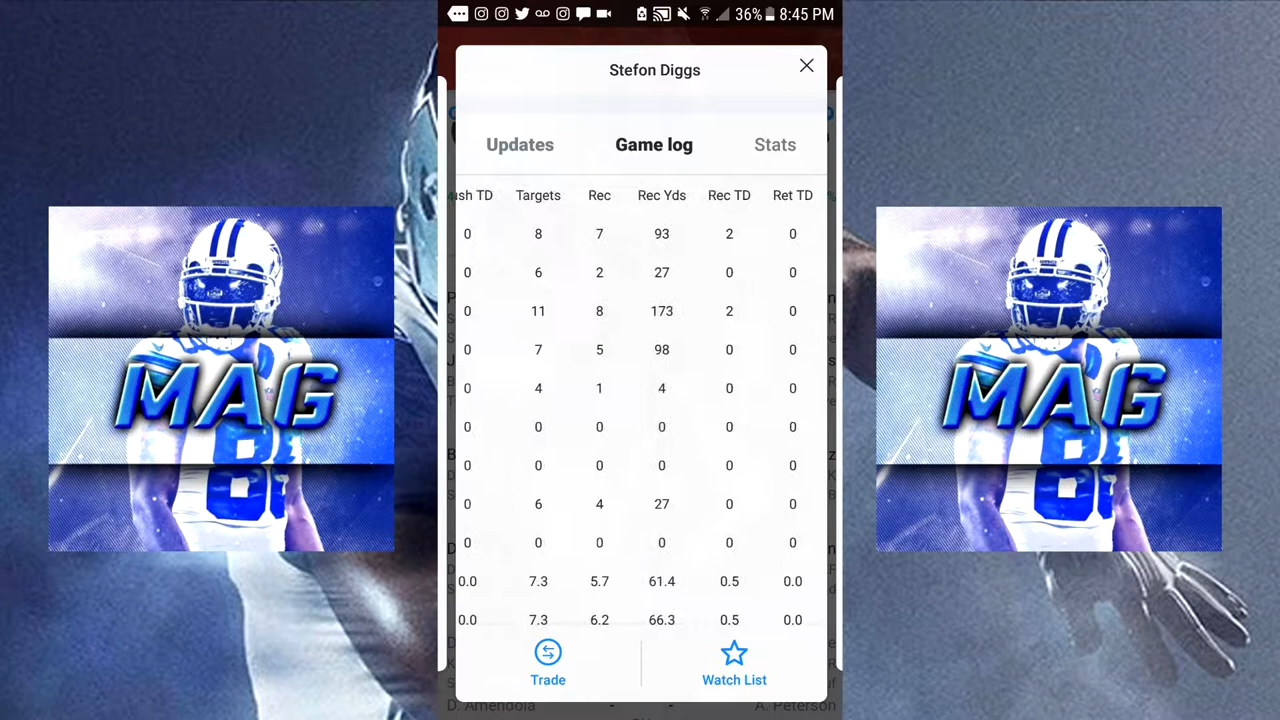 36% 8:45 PM
Stefon Diggs
Updates Game log Stats
ush TD Targets Rec Rec Yds Rec TD Ret TD
0 8 7 93 2 0
0 6 2 27 0 0
0 11 8 173 2 0
0 7 5 98 0 0
0 4 1 4 0 0
0 0 0 0 0 0
0 0 0 0 0 0
0 6 4 27 0 0
0 0 0 0 0 0
0.0 7.3 5.7 61.4 0.5 0.0
0.0 7.3 6.2 66.3 0.5 0.0
Trade Watch List
D. Amendola - - A. Peterson
MAG
MAG